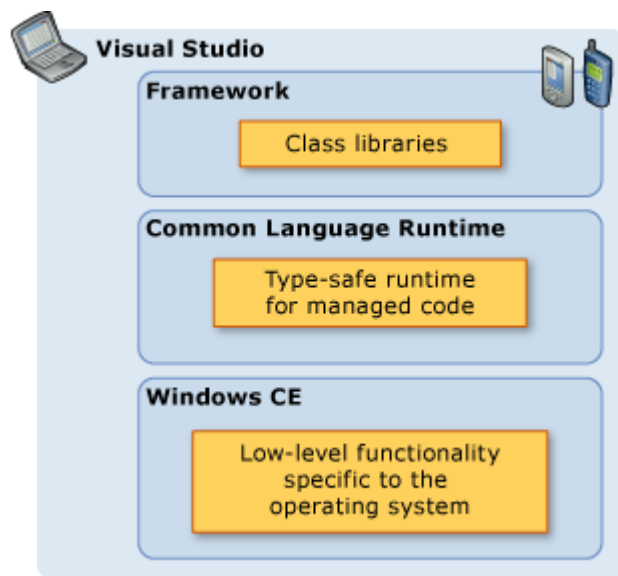 Visual Studio
Framework
Class libraries
Common Language Runtime
Type-safe runtime
for managed code
Windows CE
Low-level functionality
specific to the
operating system